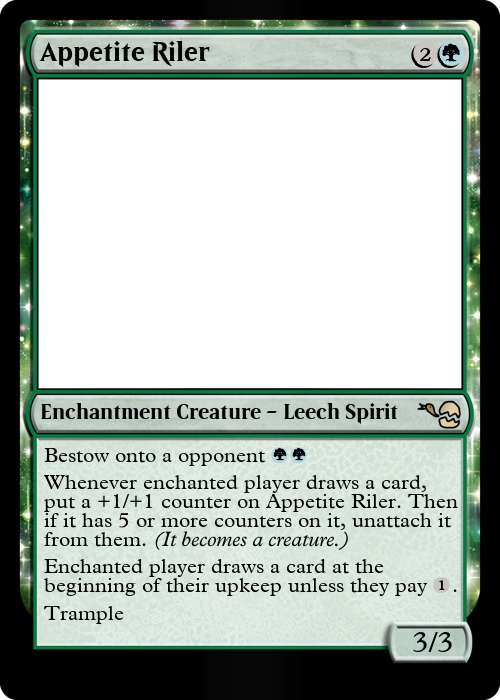 Appetite Riler 2
Enchantment Creature – Leech Spirit
Bestow onto a opponent
Whenever enchanted player draws a card,
put a +1/+1 counter on Appetite Riler. Then
if it has 5 or more counters on it, unattach it
from them. (It becomes a creature.)
Enchanted player draws a card at the
beginning of their upkeep unless they pay 1.
Trample
3/3